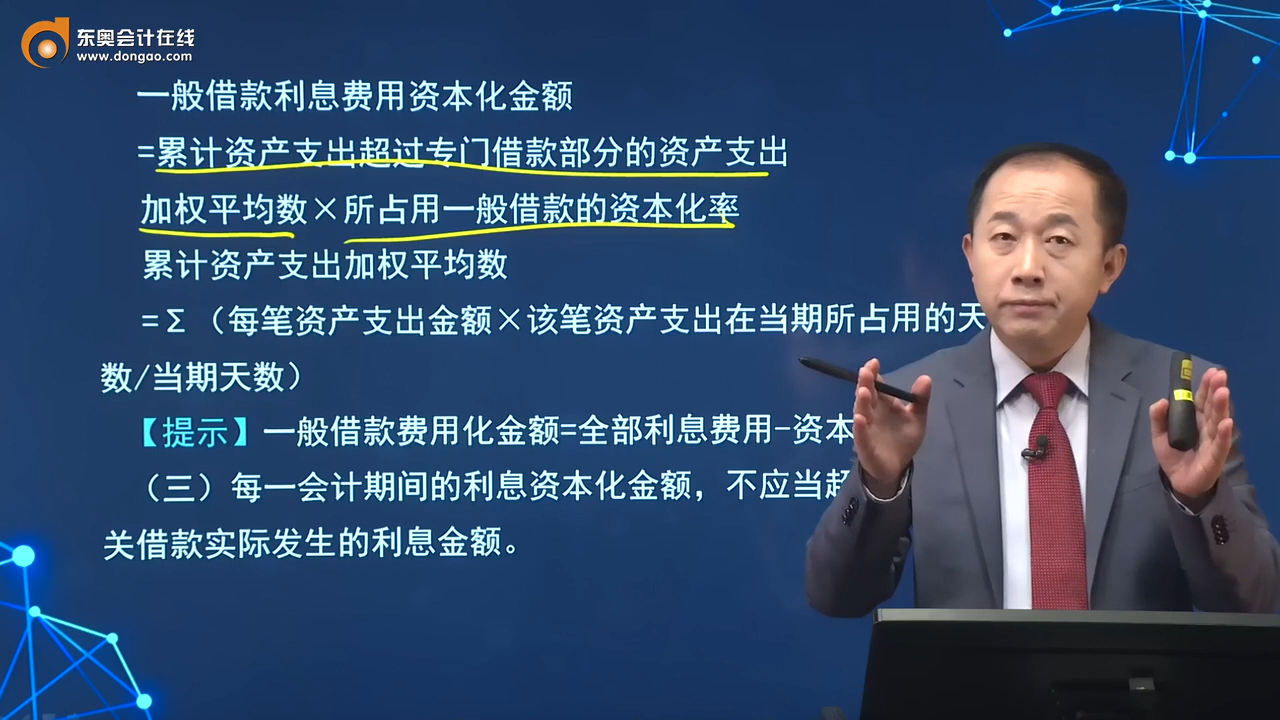 东奥会计在线
www.dongao.com
一般借款利息费用资本化金额
=累计资产支出超过专门借款部分的资产支出
加权平均数×所占用一般借款的资本化率
累计资产支出加权平均数
=Σ（每笔资产支出金额×该笔资产支出在当期所占用的天
数/当期天数）
【提示】一般借款费用化金额=全部利息费用-资本
（三）每一会计期间的利息资本化金额，不应当超
关借款实际发生的利息金额。